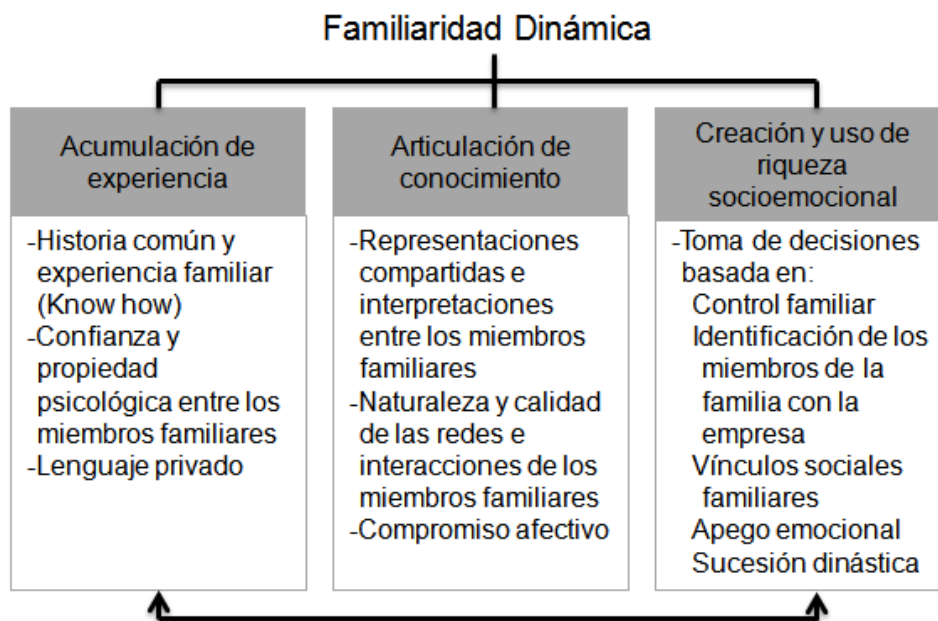 Familiaridad Dinámica
Acumulación de
experiencia
-Historia común y
experiencia familiar
(Know how)
-Confianza y
propiedad
psicológica entre los
miembros familiares
-Lenguaje privado
Articulación de
conocimiento
-Representaciones
compartidas e
interpretaciones
entre los miembros
familiares
-Naturaleza y calidad
de las redes e
interacciones de los
miembro familiares
-Compromiso afectivo
Creación y uso de
riqueza
socioemocional
-Toma de decisiones
basada en:
Control familiar
Identificación de los
miembros de la
familia con la
empresa
Vínculos sociales
familiares
Apego emocional
Sucesión dinástica